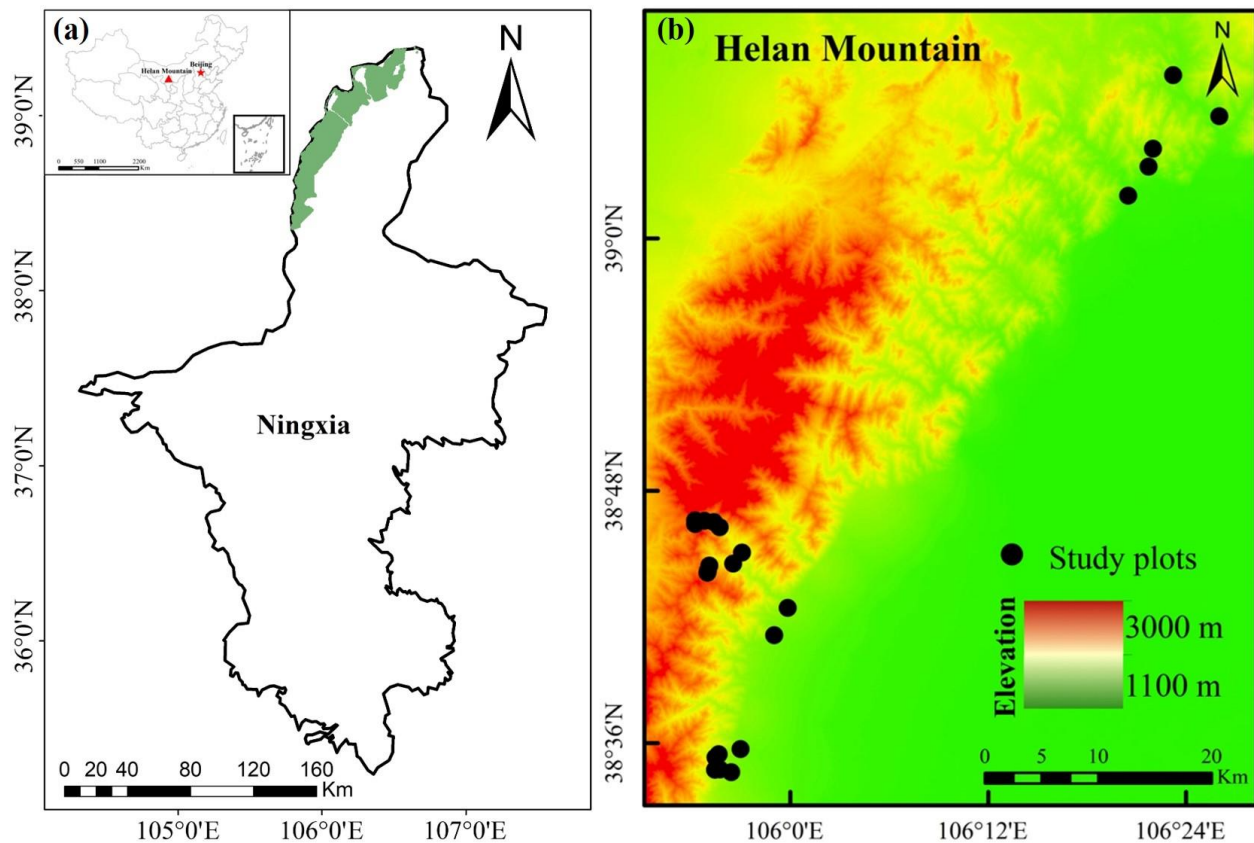 (a)
Beijing
Helan Mountain
0 550 1100 2200
Km
N
39°0'N
38°0'N
37°0'N
36°0'N
Ningxia
0 20 40 80 120 160
Km
105°0'E 106°0'E 107°0'E
(b)
Helan Mountain
N
39°0'N
38°48'N
38°36'N
Study plots
Elevation
3000 m
1100 m
0 5 10 20
Km
106°0'E 106°12'E 106°24'E